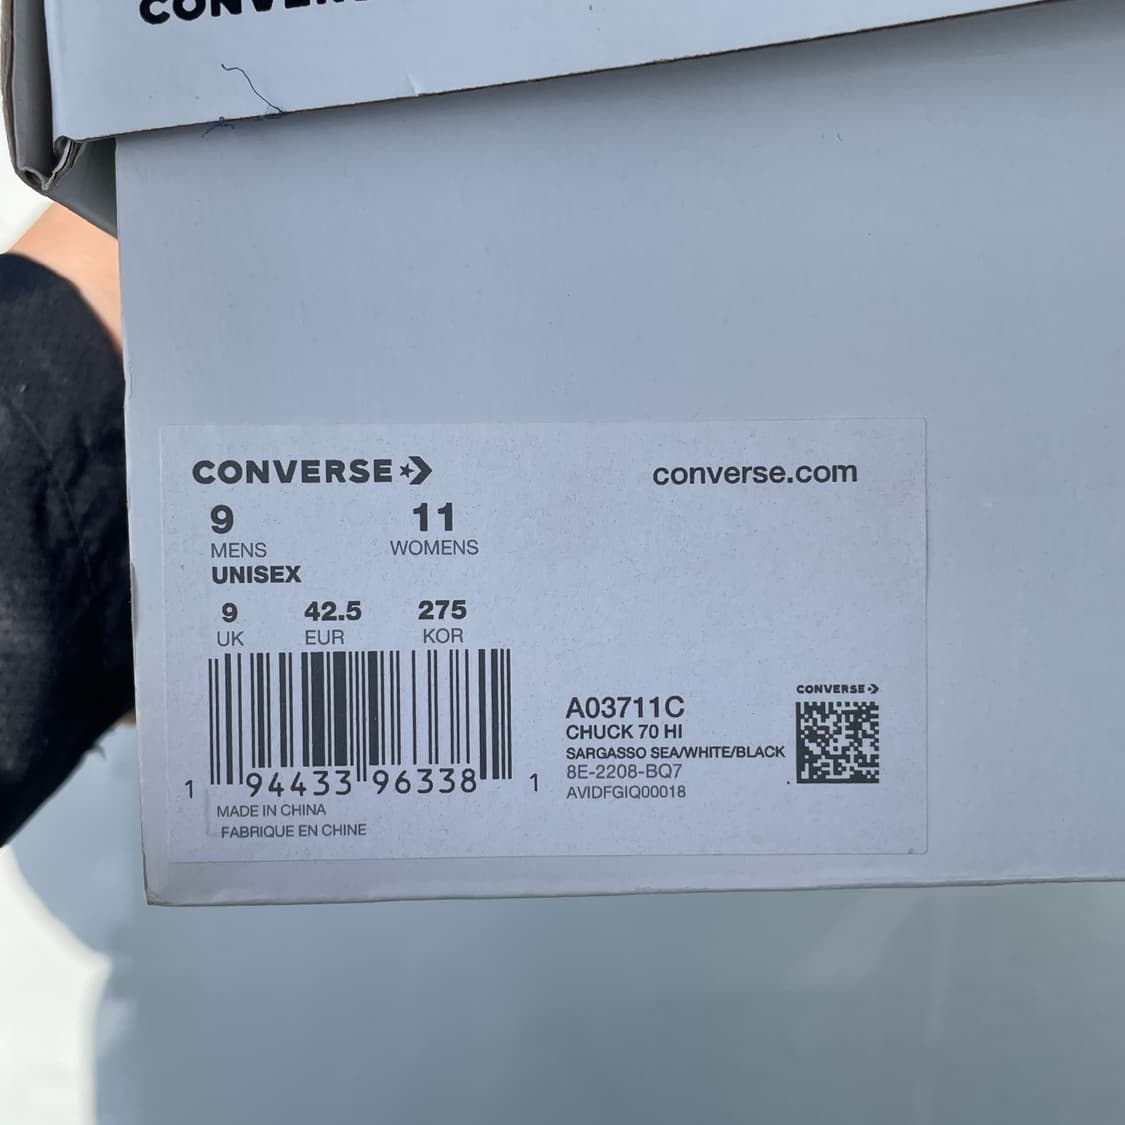 CONVERSE
CONVERSE
converse.com
9 11
MENS WOMENS
UNISEX
9 42.5 275
UK EUR KOR
1 94433 96338 1
MADE IN CHINA
FABRIQUE EN CHINE
CONVERSE
A03711C
CHUCK 70 HI
SARGASSO SEA/WHITE/BLACK
8E-2208-BQ7
AVIDFGIQ00018